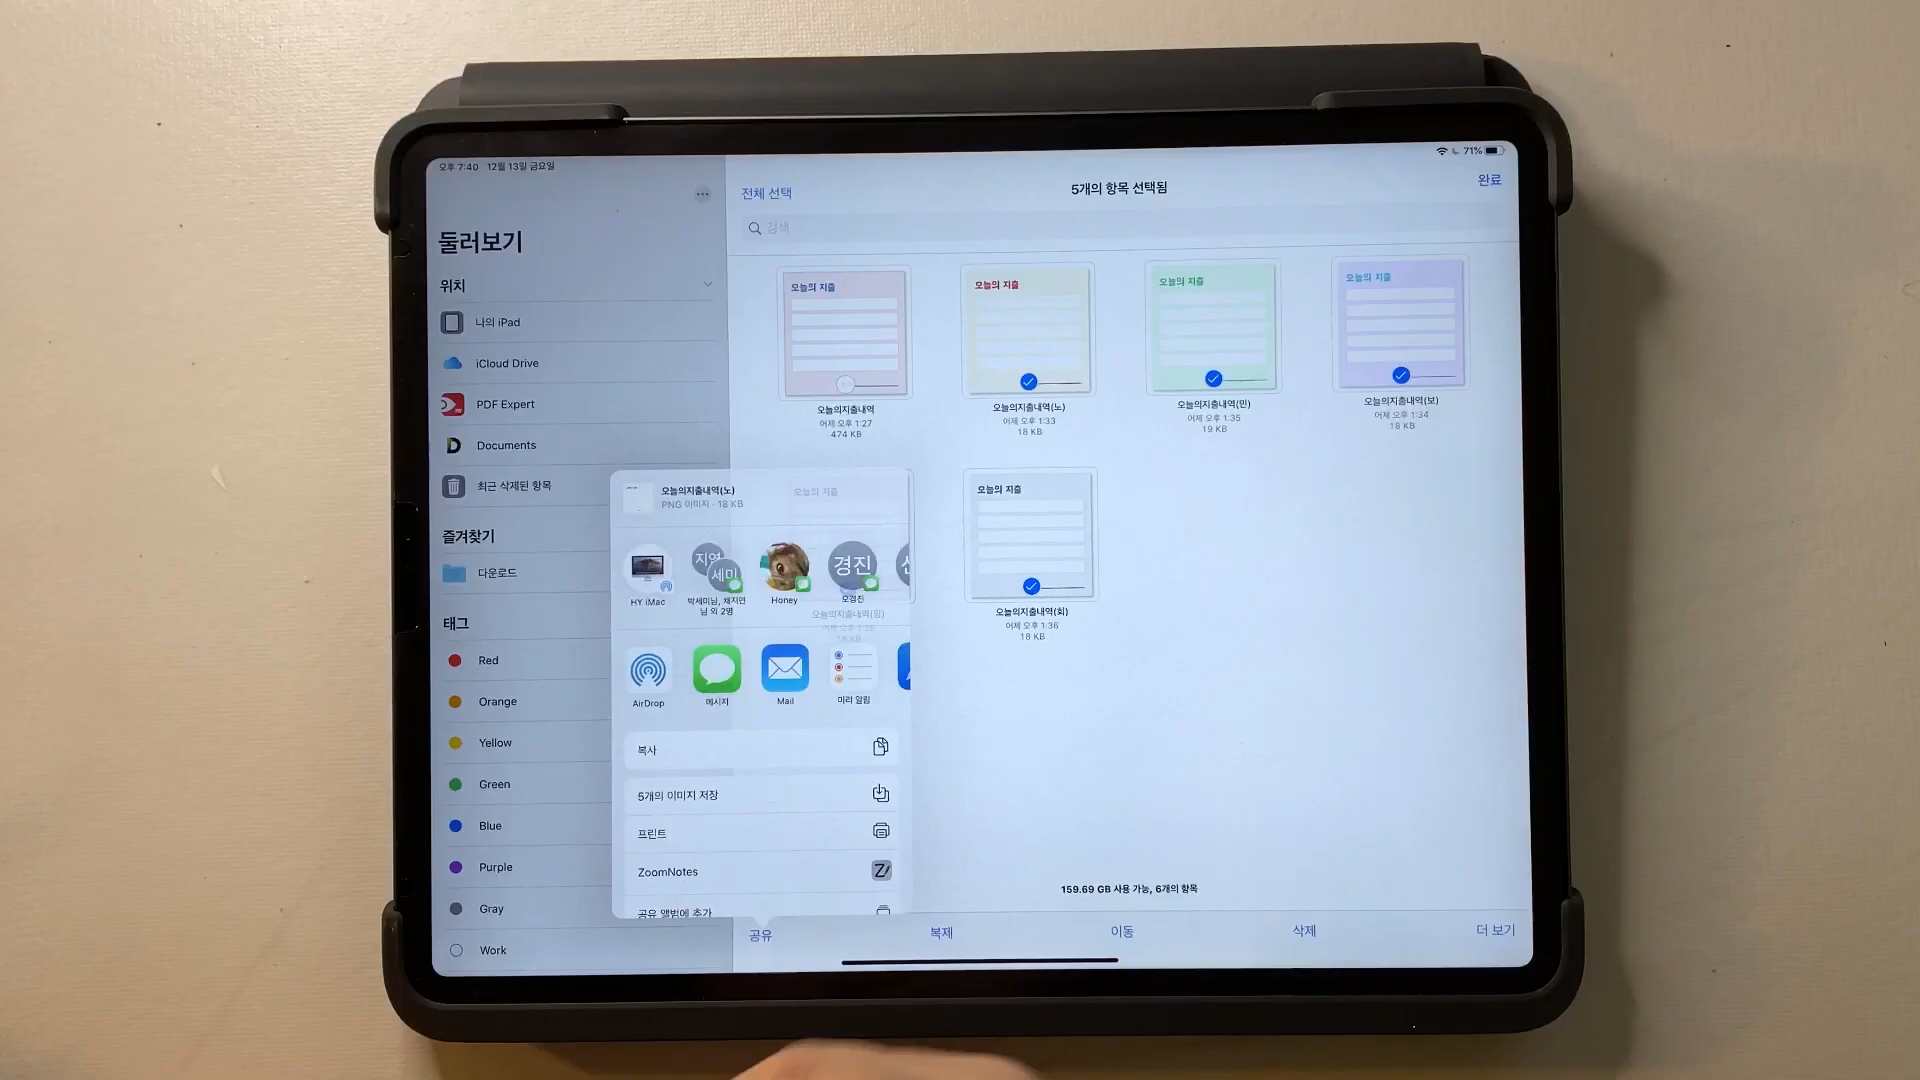 오후 7:40 12월 13일 금요일
71%
둘러보기
위치
나의 iPad
iCloud Drive
PDF Expert
Documents
최근 삭제된 항목
즐겨찾기
다운로드
태그
Red
Orange
Yellow
Green
Blue
Purple
Gray
Work
전체 선택
5개의 항목 선택됨
완료
검색
오늘의 지출
오늘의지출내역
어제 오후 1:27
474 KB
오늘의 지출
오늘의지출내역(노)
어제 오후 1:33
18 KB
오늘의 지출
오늘의지출내역(민)
어제 오후 1:35
19 KB
오늘의 지출
오늘의지출내역(보)
어제 오후 1:34
18 KB
오늘의 지출
오늘의지출내역(핑)
18 KB
오늘의 지출
오늘의지출내역(회)
어제 오후 1:36
18 KB
오늘의지출내역(노)
PNG 이미지 · 18 KB
HY iMac
지연
세미
박세미님, 채지연
님 외 2명
Honey
경진
오경진
AirDrop
메시지
Mail
미리 알림
복사
5개의 이미지 저장
프린트
ZoomNotes
공유 앨범에 추가
159.69 GB 사용 가능, 6개의 항목
공유
복제
이동
삭제
더 보기